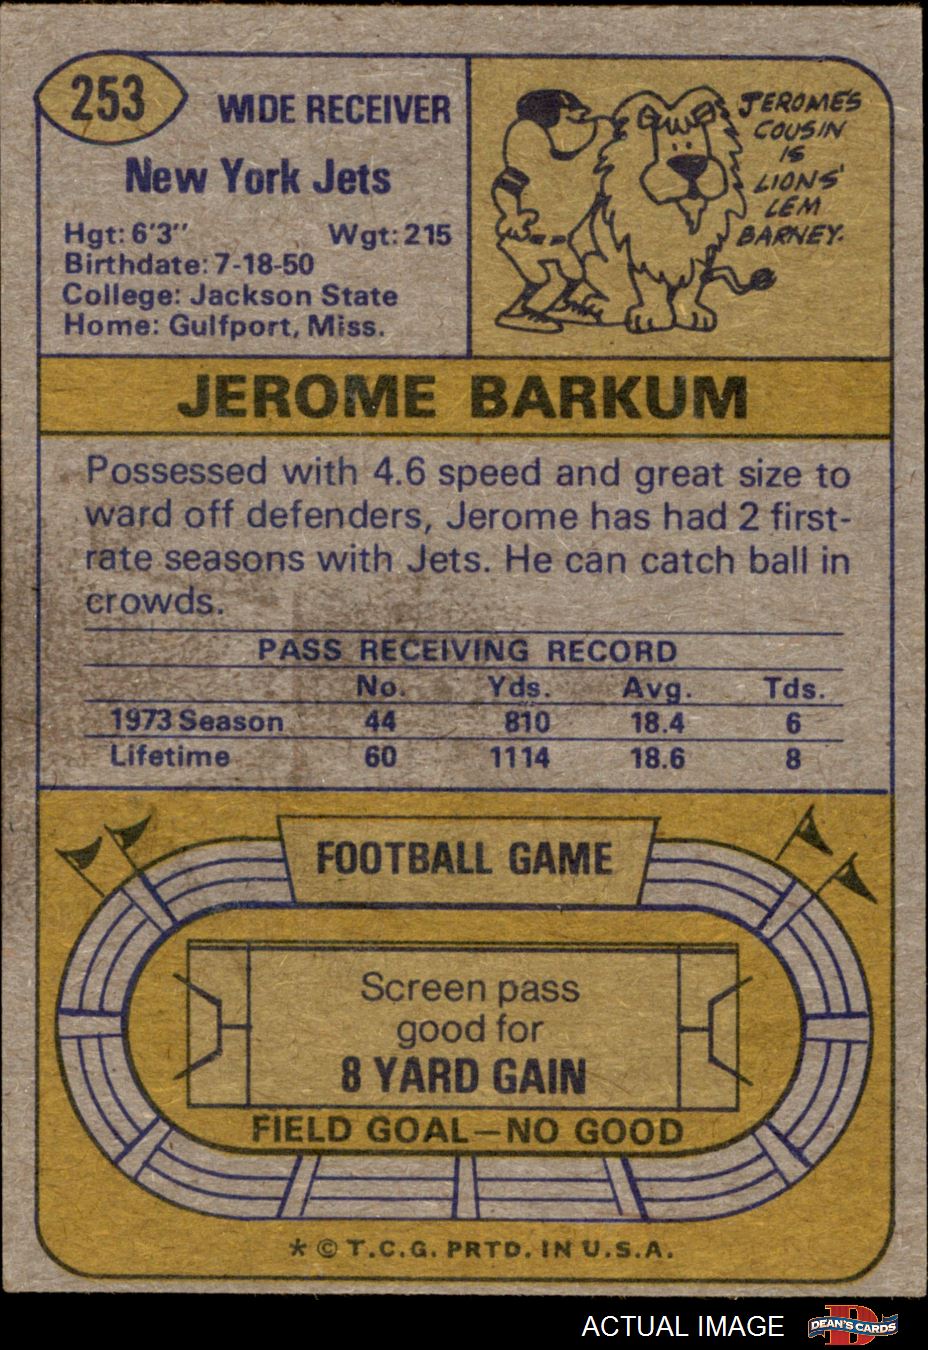 253
WIDE RECEIVER
New York Jets
Hgt: 6'3" Wgt: 215
Birthdate: 7-18-50
College: Jackson State
Home: Gulfport, Miss.
JEROME'S
COUSIN
IS
LIONS'
LEM
BARNEY.
JEROME BARKUM
Possessed with 4.6 speed and great size to
ward off defenders, Jerome has had 2 first-
rate seasons with Jets. He can catch ball in
crowds.
PASS RECEIVING RECORD
No. Yds. Avg. Tds.
1973 Season 44 810 18.4 6
Lifetime 60 1114 18.6 8
FOOTBALL GAME
Screen pass
good for
8 YARD GAIN
FIELD GOAL—NO GOOD
* © T.C.G. PRTD. IN U.S.A.
ACTUAL IMAGE
D
DEAN'S CARDS